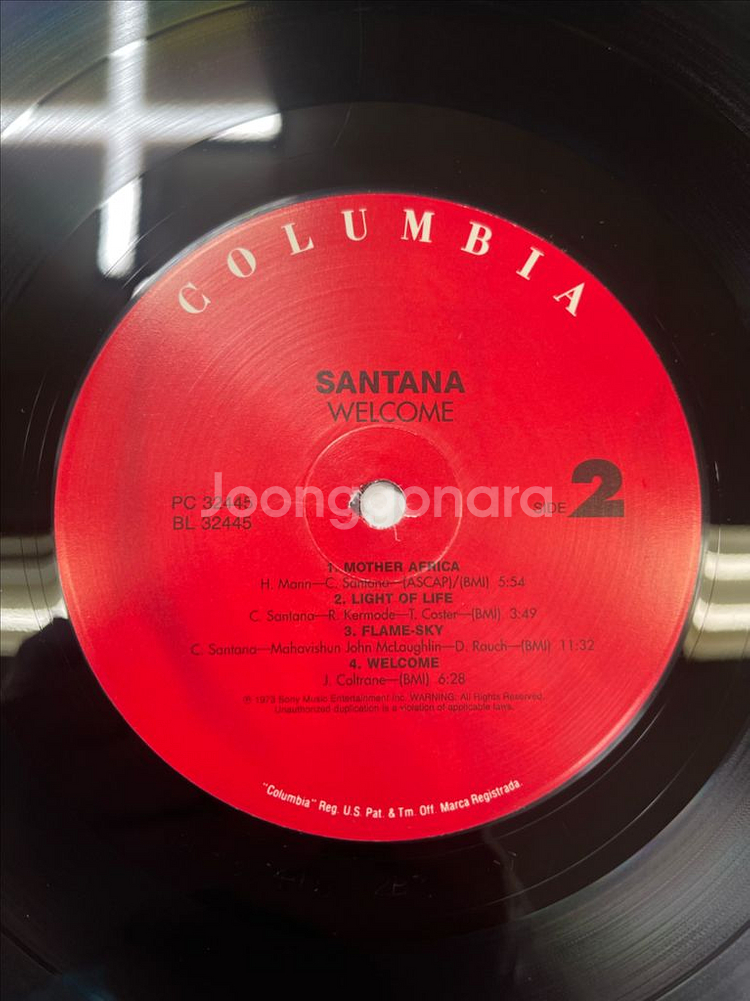 COLUMBIA
SANTANA
WELCOME
Joonggonara
PC 32445
BL 32445
SIDE 2
1. MOTHER AFRICA
H. Mann—C. Santana—(ASCAP)/(BMI) 5:54
2. LIGHT OF LIFE
C. Santana—R. Kermode—T. Coster—(BMI) 3:49
3. FLAME-SKY
C. Santana—Mahavishun John McLaughlin—D. Rauch—(BMI) 11:32
4. WELCOME
J. Coltrane—(BMI) 6:28
℗ 1973 Sony Music Entertainment Inc. WARNING: All Rights Reserved.
Unauthorized duplication is a violation of applicable laws.
"Columbia" Reg. U.S. Pat. & Tm. Off. Marca Registrada.